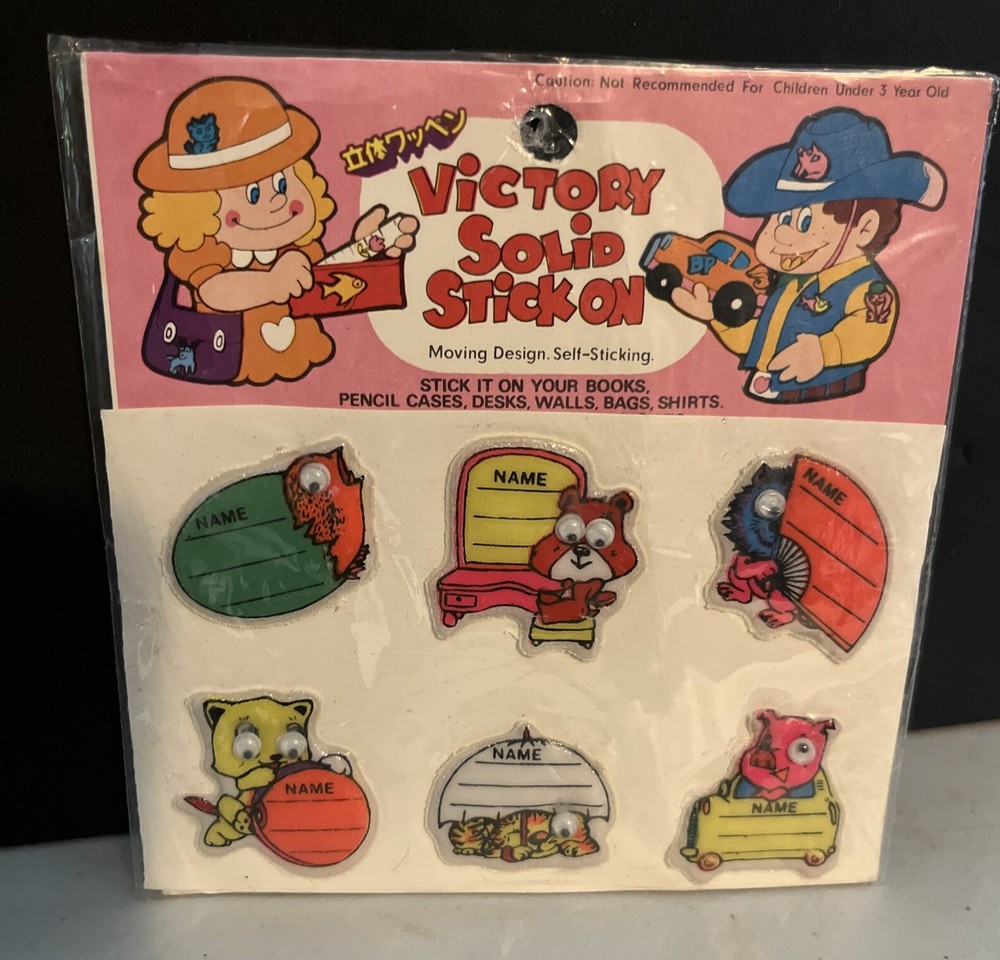 Caution: Not Recommended For Children Under 3 Year Old
立体ワッペン
VICTORY
SOLID
STICK ON
BP
Moving Design. Self-Sticking.
STICK IT ON YOUR BOOKS,
PENCIL CASES, DESKS, WALLS, BAGS, SHIRTS.
NAME
NAME
NAME
NAME
NAME
NAME